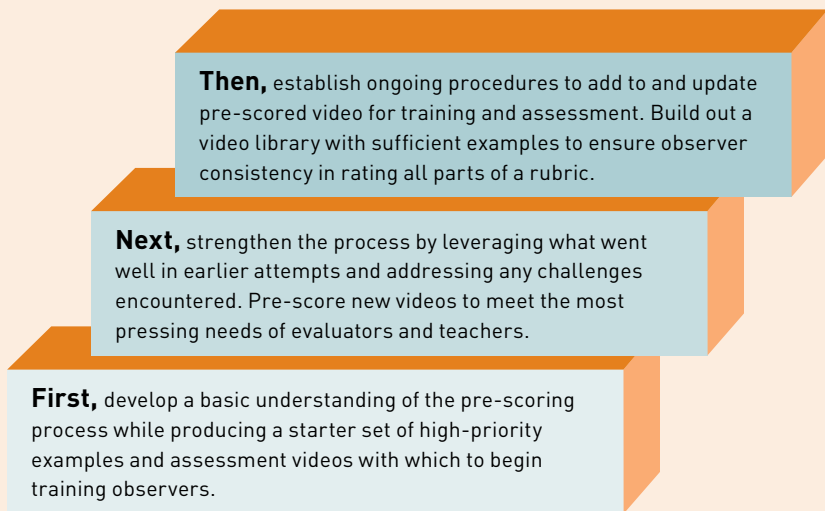 Then, establish ongoing procedures to add to and update
pre-scored video for training and assessment. Build out a
video library with sufficient examples to ensure observer
consistency in rating all parts of a rubric.
Next, strengthen the process by leveraging what went
well in earlier attempts and addressing any challenges
encountered. Pre-score new videos to meet the most
pressing needs of evaluators and teachers.
First, develop a basic understanding of the pre-scoring
process while producing a starter set of high-priority
examples and assessment videos with which to begin
training observers.